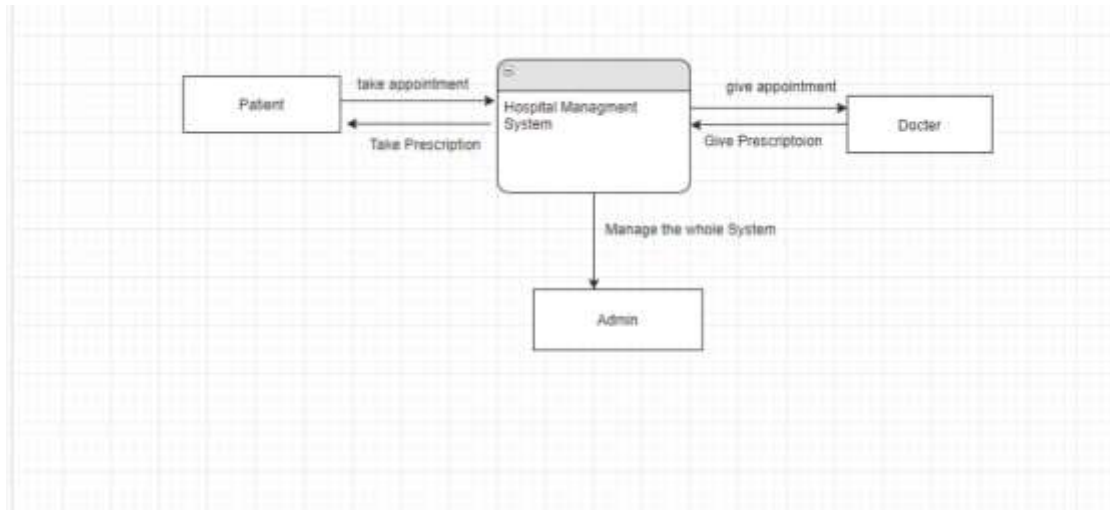 take appointment
Patient
Take Prescription
Hospital Managment
System
give appointment
Docter
Give Prescriptoion
Manage the whole System
Admin